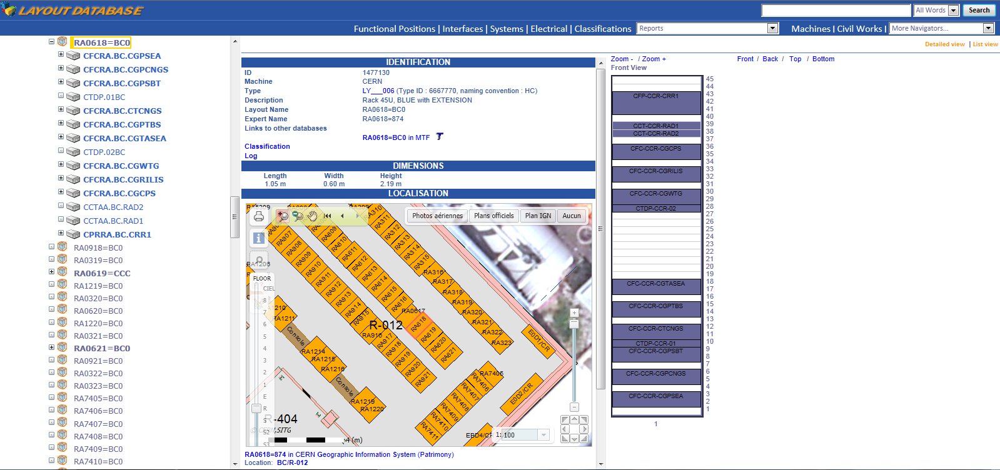 LAYOUT DATABASE
All Words
Search
Functional Positions | Interfaces | Systems | Electrical | Classifications
Reports
Machines | Civil Works |
More Navigators...
Detailed view | List view
RA0618=BC0
CFCRA.BC.CGPSEA
CFCRA.BC.CGPCNGS
CFCRA.BC.CGPSBT
CTDP.01BC
CFCRA.BC.CTCNGS
CFCRA.BC.CGPTBS
CFCRA.BC.CGTASEA
CTDP.02BC
CFCRA.BC.CGWTG
CFCRA.BC.CGRILIS
CFCRA.BC.CGCPS
CCTAA.BC.RAD2
CCTAA.BC.RAD1
CPRRA.BC.CRR1
RA0918=BC0
RA0319=BC0
RA0619=CCC
RA1219=BC0
RA0320=BC0
RA0620=BC0
RA1220=BC0
RA0321=BC0
RA0621=BC0
RA0921=BC0
RA0322=BC0
RA0323=BC0
RA7405=BC0
RA7406=BC0
RA7407=BC0
RA7408=BC0
RA7409=BC0
RA7410=BC0
IDENTIFICATION
ID 1477130
Machine CERN
Type LY___006 (Type ID : 6667770, naming convention : HC)
Description Rack 45U, BLUE with EXTENSION
Layout Name RA0618=BC0
Expert Name RA0618=874
Links to other databases
RA0618=BC0 in MTF
Classification
Log
DIMENSIONS
Length Width Height
1.05 m 0.60 m 2.19 m
LOCALISATION
Photos aériennes
Plans officiels
Plan IGN
Aucun
FLOOR
CIEL
8
7
6
5
4
3
2
1
E
R
S
S2
S3
RA907
RA908
RA909
RA910
RA911
RA912
RA913
RA914
RA915
RA916
RA917
RA918
RA919
RA920
RA921
RA609
RA610
RA611
RA612
RA613
RA614
RA615
RA616
RA0617
RA618
RA619
RA620
RA621
RA310
RA311
RA312
RA313
RA314
RA315
RA316
RA317
RA318
RA319
RA320
RA321
RA322
RA323
R-012
RA1206
A1210
RA1211
Console
RA1214
RA1215
RA1216
Console
RA1219
RA1220
RA7405
RA7406
RA7407
RA7408
RA7409
RA7410
RA7411
E0D1/CR
E0D2/CR
R-404
© CERN,SITG
4 (m)
1: 100
RA0618=874 in CERN Geographic Information System (Patrimony)
Location: BC/R-012
Zoom - / Zoom +
Front / Back / Top / Bottom
Front View
45
44
CFP-CCR-CRR1 43
42
41
40
CCT-CCR-RAD1 39
CCT-CCR-RAD2 38
37
CFC-CCR-CGCPS 36
35
34
CFC-CCR-CGRILIS 33
32
31
CFC-CCR-CGWTG 30
29
CTDP-CCR-02 28
27
26
25
24
23
22
21
20
19
CFC-CCR-CGTASEA 18
17
16
CFC-CCR-CGPTBS 15
14
13
CFC-CCR-CTCNGS 12
11
CTDP-CCR-01 10
CFC-CCR-CGPSBT 9
8
7
CFC-CCR-CGPCNGS 6
5
4
CFC-CCR-CGPSEA 3
2
1
1